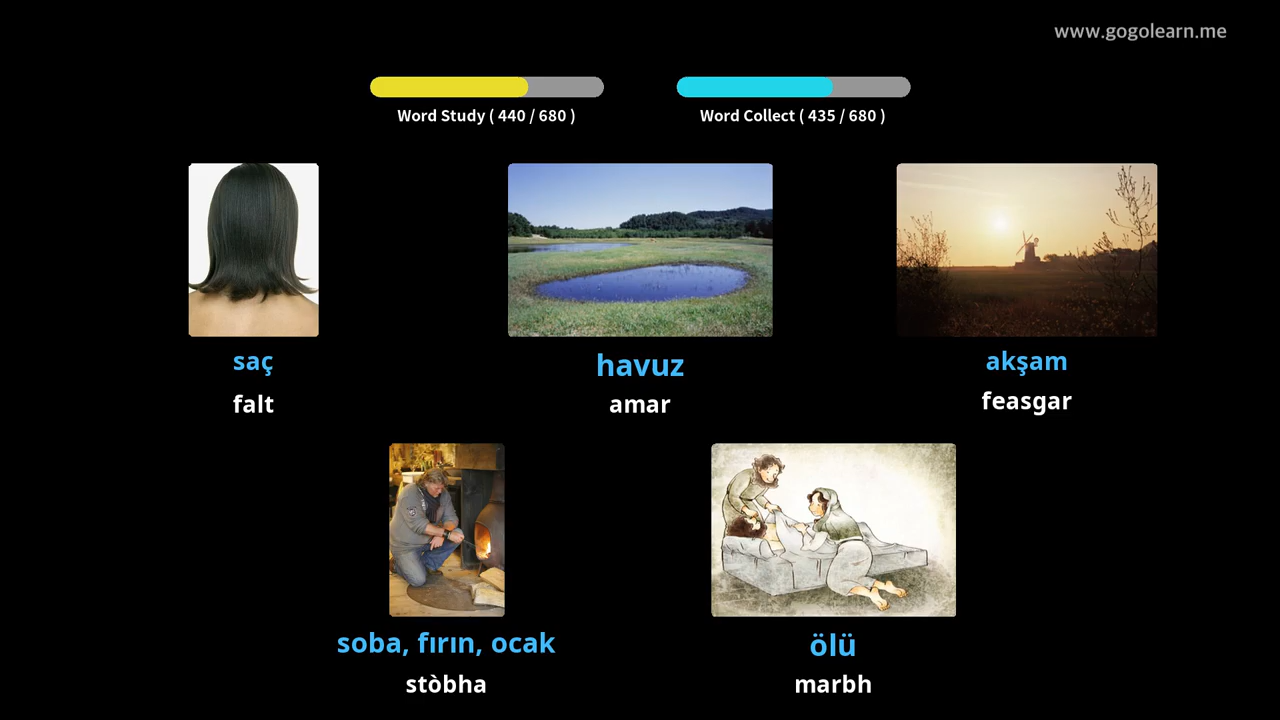 www.gogolearn.me
Word Study ( 440 / 680 )
Word Collect ( 435 / 680 )
saç
falt
havuz
amar
akşam
feasgar
soba, fırın, ocak
stòbha
ölü
marbh